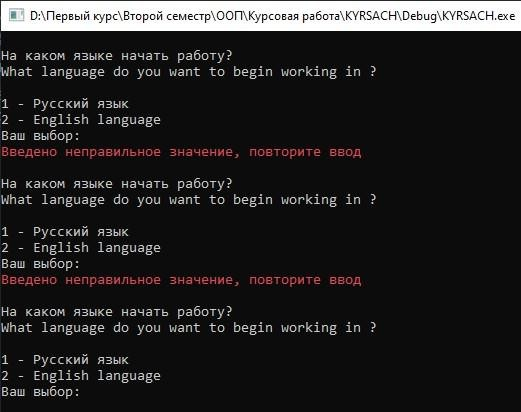 D:\Первый курс\Второй семестр\ООП\Курсовая работа\KYRSACH\Debug\KYRSACH.exe
На каком языке начать работу?
What language do you want to begin working in ?
1 - Русский язык
2 - English language
Ваш выбор:
Введено неправильное значение, повторите ввод
На каком языке начать работу?
What language do you want to begin working in ?
1 - Русский язык
2 - English language
Ваш выбор:
Введено неправильное значение, повторите ввод
На каком языке начать работу?
What language do you want to begin working in ?
1 - Русский язык
2 - English language
Ваш выбор: